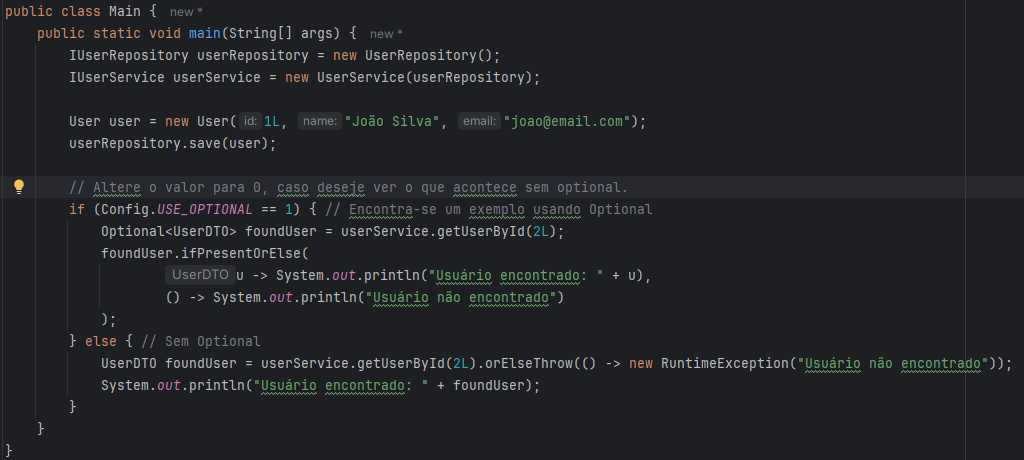 public class Main {  new *
    public static void main(String[] args) {  new *
        IUserRepository userRepository = new UserRepository();
        IUserService userService = new UserService(userRepository);

        User user = new User( id: 1L,  name: "João Silva",  email: "joao@email.com");
        userRepository.save(user);

        // Altere o valor para 0, caso deseje ver o que acontece sem optional.
        if (Config.USE_OPTIONAL == 1) { // Encontra-se um exemplo usando Optional
            Optional<UserDTO> foundUser = userService.getUserById(2L);
            foundUser.ifPresentOrElse(
                    UserDTO u -> System.out.println("Usuário encontrado: " + u),
                    () -> System.out.println("Usuário não encontrado")
            );
        } else { // Sem Optional
            UserDTO foundUser = userService.getUserById(2L).orElseThrow(() -> new RuntimeException("Usuário não encontrado"));
            System.out.println("Usuário encontrado: " + foundUser);
        }
    }
}